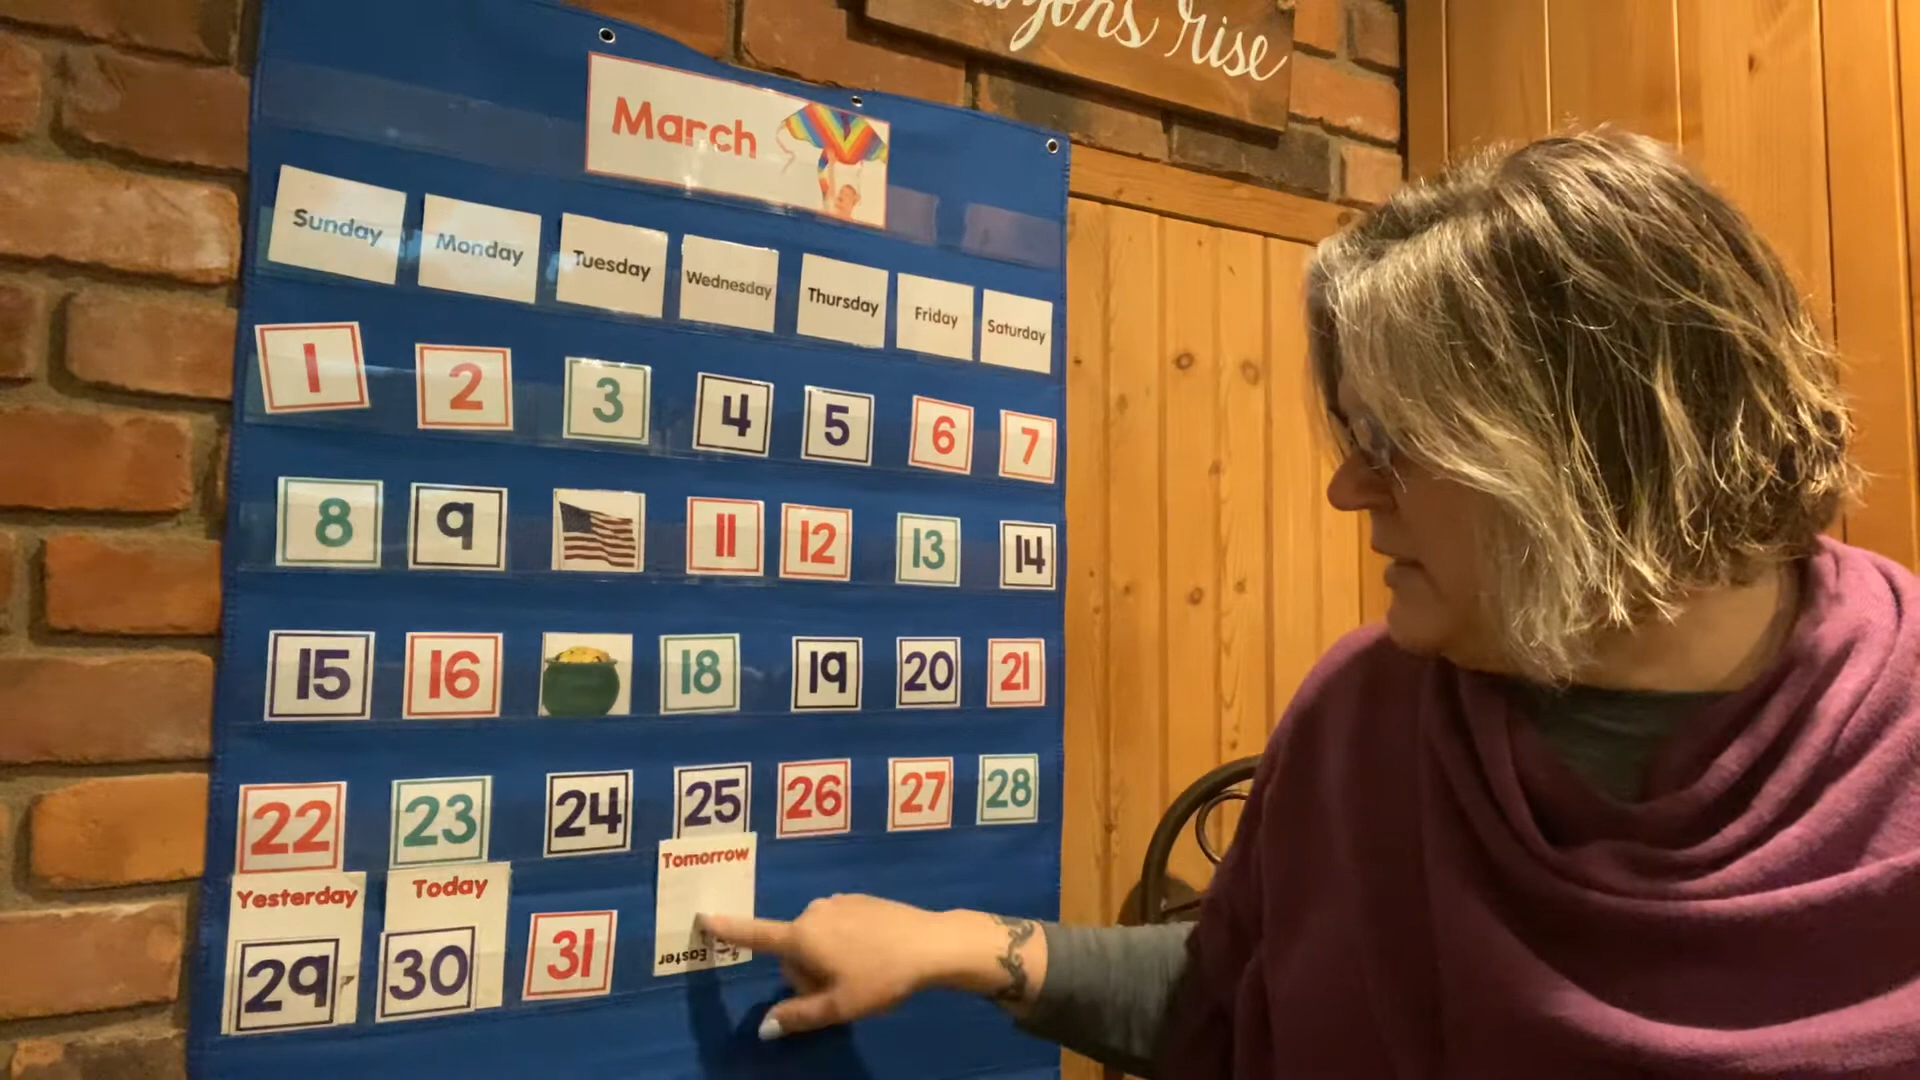 rise
March
Sunday Monday Tuesday Wednesday Thursday Friday Saturday
1 2 3 4 5 6 7
8 9 11 12 13 14
15 16 18 19 20 21
22 23 24 25 26 27 28
Yesterday Today Tomorrow
29 30 31 Easter